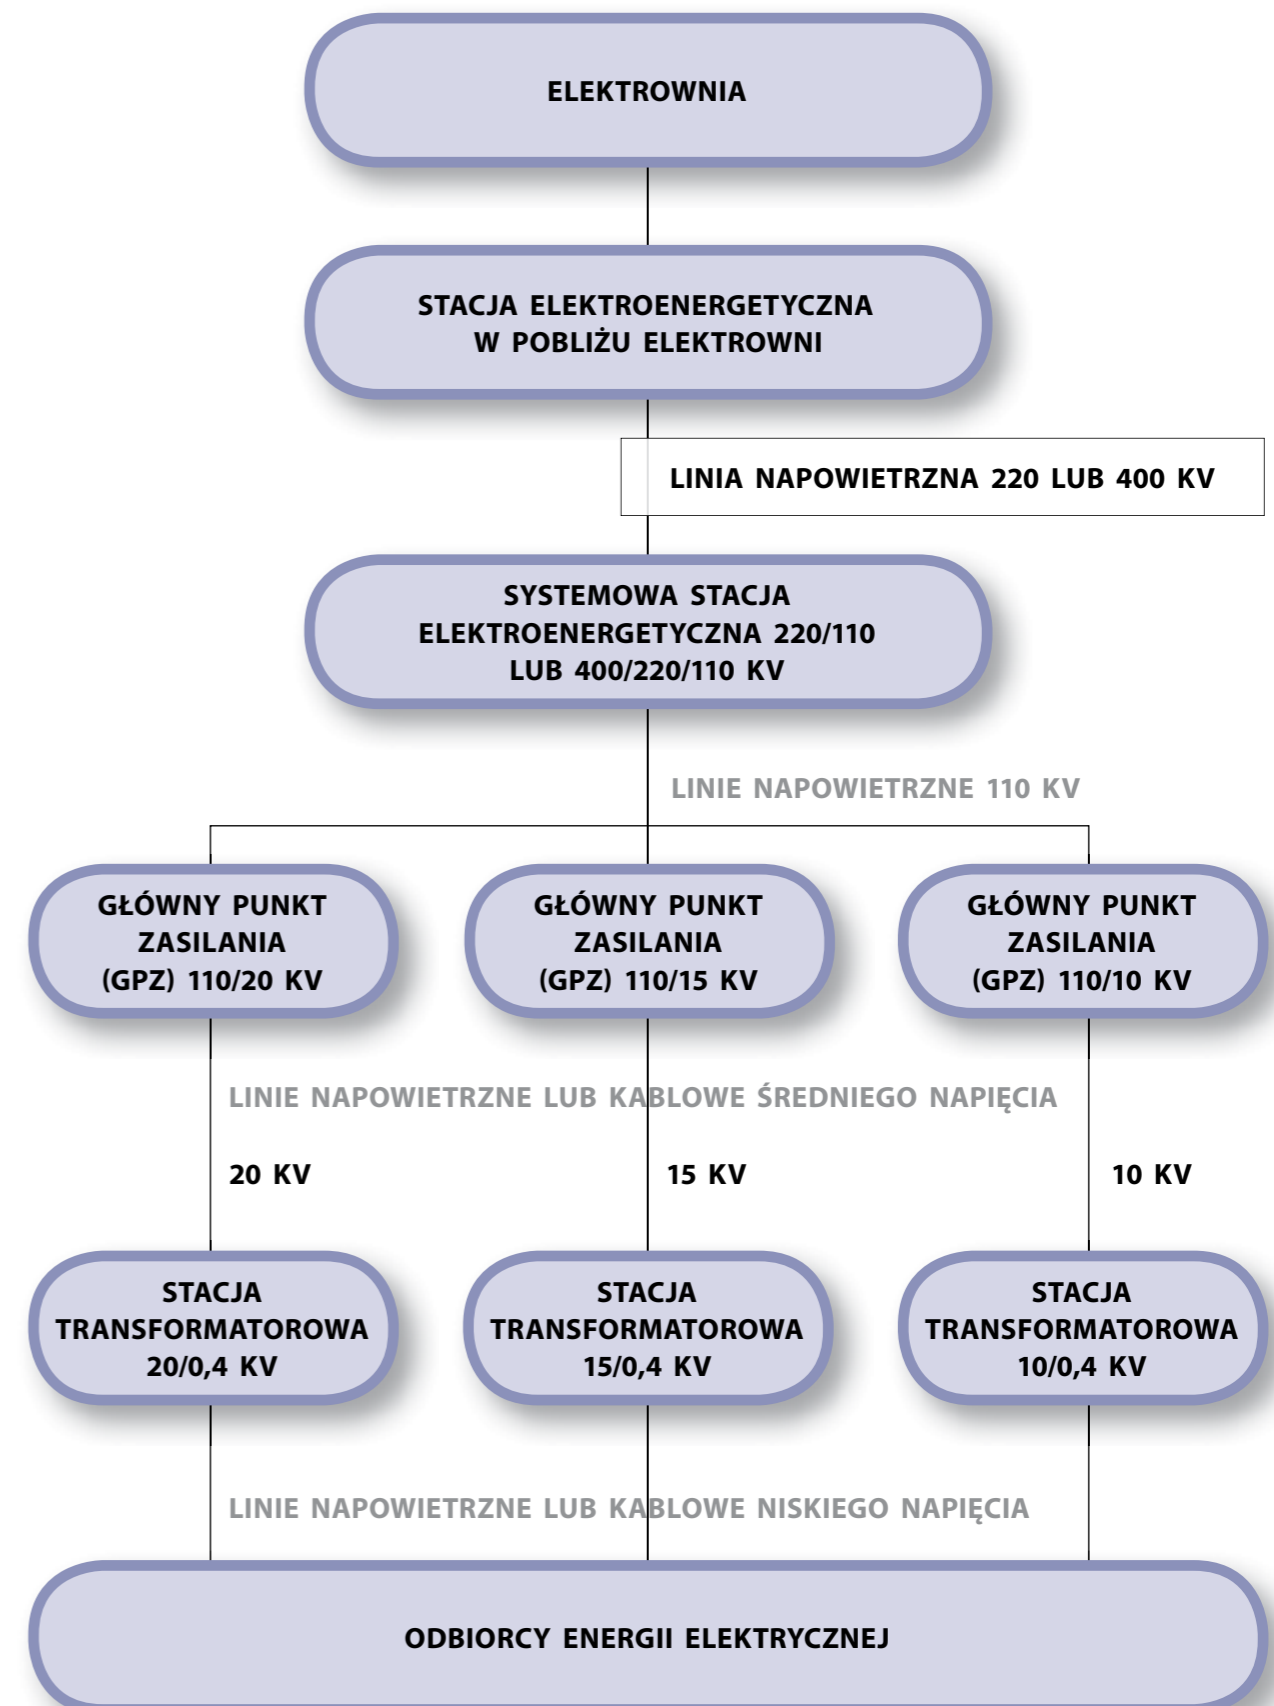 ELEKTROWNIA
STACJA ELEKTROENERGETYCZNA
W POBLIŻU ELEKTROWNI
LINIA NAPOWIETRZNA 220 LUB 400 KV
SYSTEMOWA STACJA
ELEKTROENERGETYCZNA 220/110
LUB 400/220/110 KV
LINIE NAPOWIETRZNE 110 KV
GŁÓWNY PUNKT
ZASILANIA
(GPZ) 110/20 KV
GŁÓWNY PUNKT
ZASILANIA
(GPZ) 110/15 KV
GŁÓWNY PUNKT
ZASILANIA
(GPZ) 110/10 KV
LINIE NAPOWIETRZNE LUB KABLOWE ŚREDNIEGO NAPIĘCIA
20 KV
15 KV
10 KV
STACJA
TRANSFORMATOROWA
20/0,4 KV
STACJA
TRANSFORMATOROWA
15/0,4 KV
STACJA
TRANSFORMATOROWA
10/0,4 KV
LINIE NAPOWIETRZNE LUB KABLOWE NISKIEGO NAPIĘCIA
ODBIORCY ENERGII ELEKTRYCZNEJ